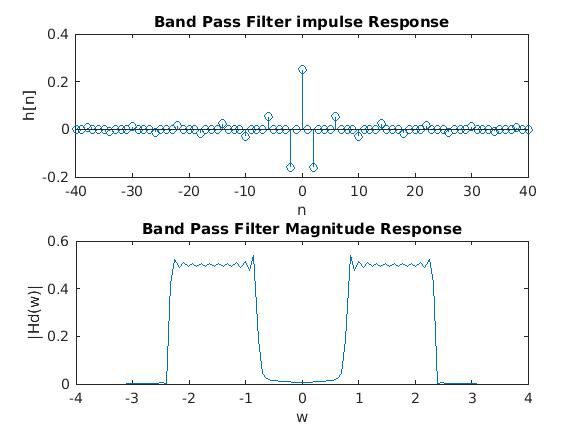 Band Pass Filter impulse Response
0.4
0.2
0
-0.2
h[n]
-40 -30 -20 -10 0 10 20 30 40
n
Band Pass Filter Magnitude Response
0.6
0.4
0.2
0
|Hd(w)|
-4 -3 -2 -1 0 1 2 3 4
w